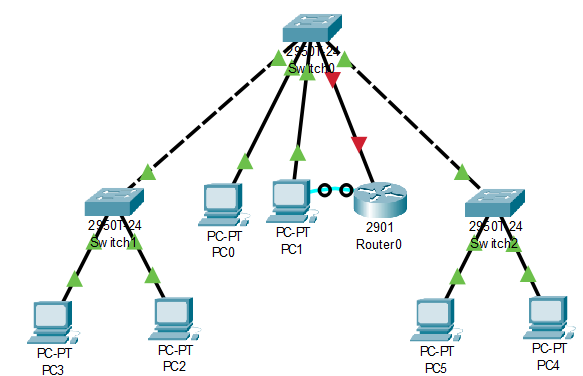 2950T-24
Switch0
2950T-24
Switch1
PC-PT
PC0
PC-PT
PC1
2901
Router0
2950T-24
Switch2
PC-PT
PC3
PC-PT
PC2
PC-PT
PC5
PC-PT
PC4